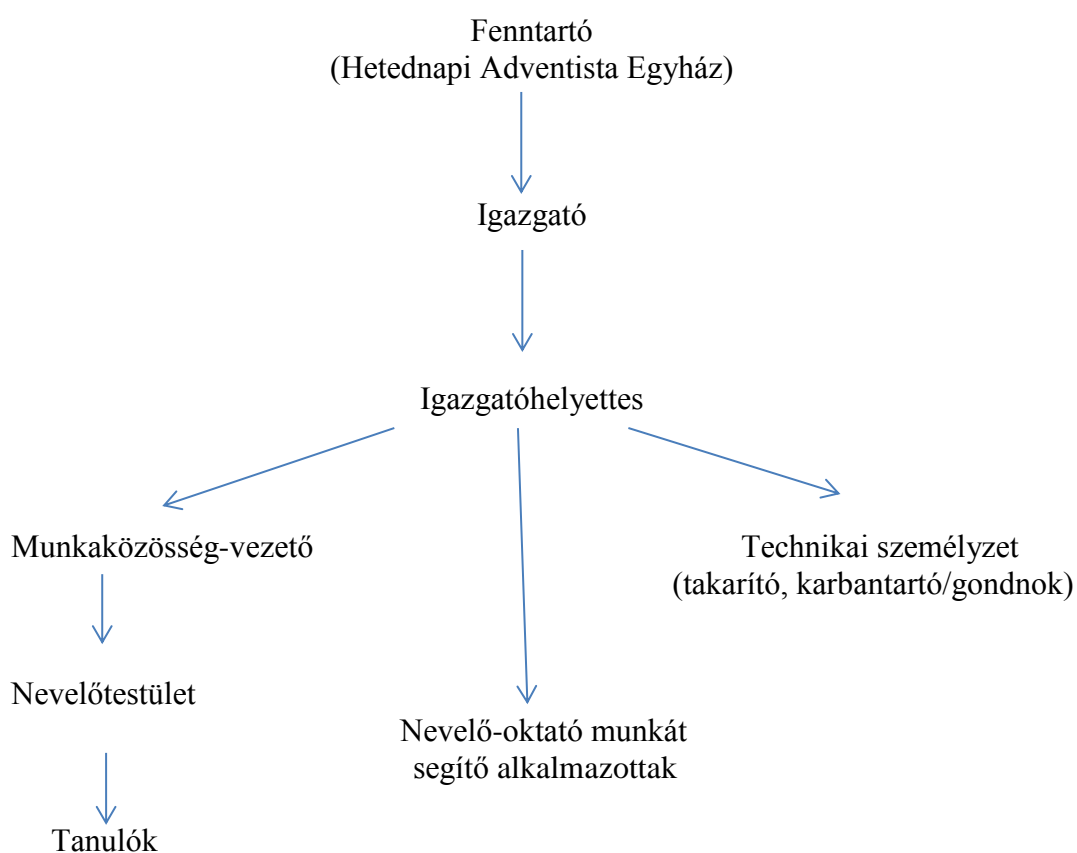 Fenntartó
(Hetednapi Adventista Egyház)
Igazgató
Igazgatóhelyettes
Munkaközösség-vezető
Technikai személyzet
(takarító, karbantartó/gondnok)
Nevelőtestület
Nevelő-oktató munkát
segítő alkalmazottak
Tanulók